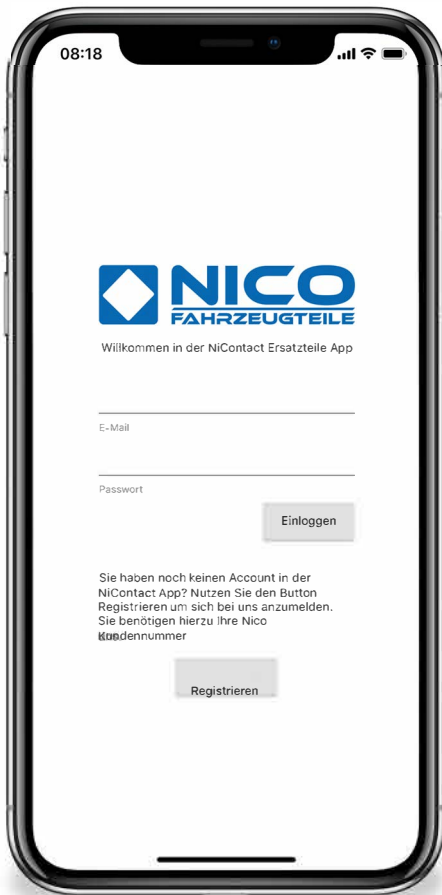 08:18
NICO
FAHRZEUGTEILE
Willkommen in der NiContact Ersatzteile App
E-Mail
Passwort
Einloggen
Sie haben noch keinen Account in der
NiContact App? Nutzen Sie den Button
Registrieren um sich bei uns anzumelden.
Sie benötigen hierzu Ihre Nico
Kundennummer
Registrieren